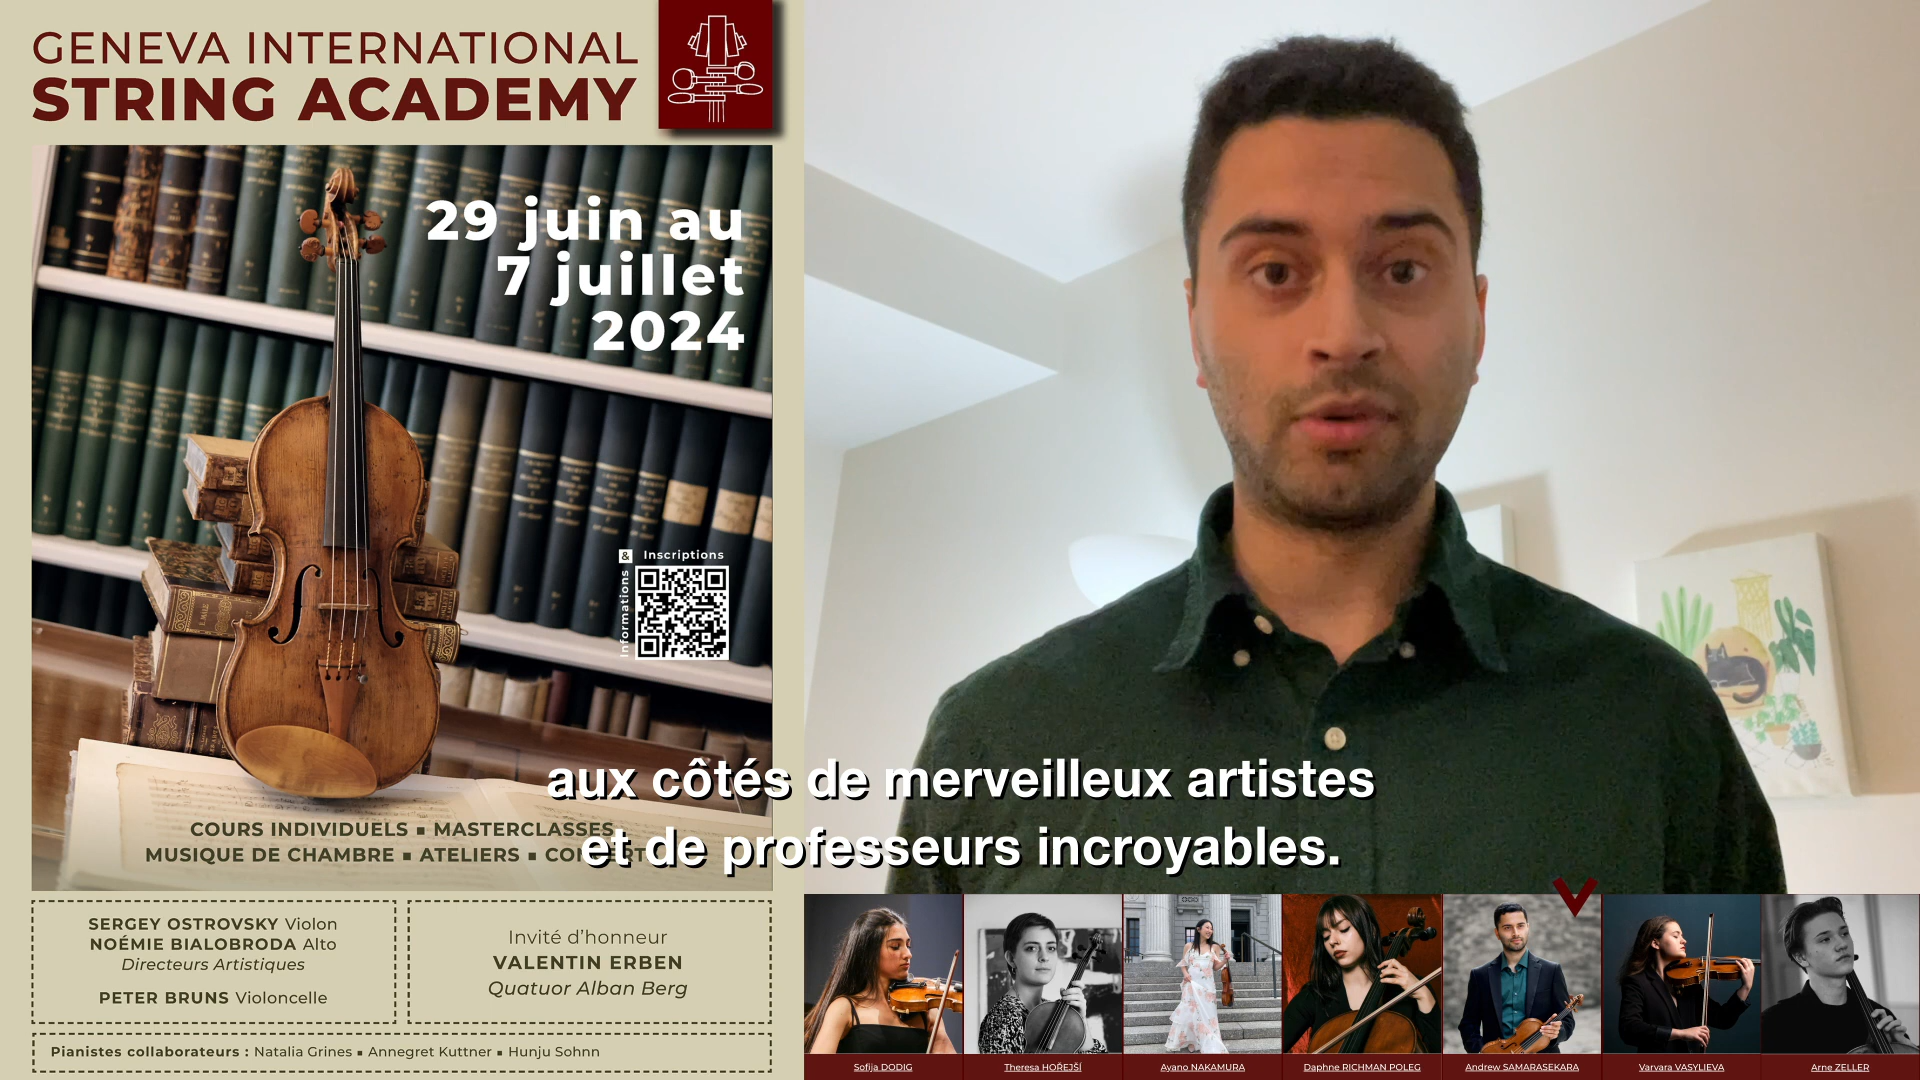 GENEVA INTERNATIONAL
STRING ACADEMY
29 juin au
7 juillet
2024
Informations & Inscriptions
COURS INDIVIDUELS ▪ MASTERCLASSES
MUSIQUE DE CHAMBRE ▪ ATELIERS ▪
aux côtés de merveilleux artistes
et de professeurs incroyables.
SERGEY OSTROVSKY Violon
NOÉMIE BIALOBRODA Alto
Directeurs Artistiques
PETER BRUNS Violoncelle
Invité d'honneur
VALENTIN ERBEN
Quatuor Alban Berg
Pianistes collaborateurs : Natalia Grines ▪ Annegret Kuttner ▪ Hunju Sohnn
Sofija DODIG
Theresa HOŘEJŠÍ
Ayano NAKAMURA
Daphne RICHMAN POLEG
Andrew SAMARASEKARA
Varvara VASYLIEVA
Arne ZELLER